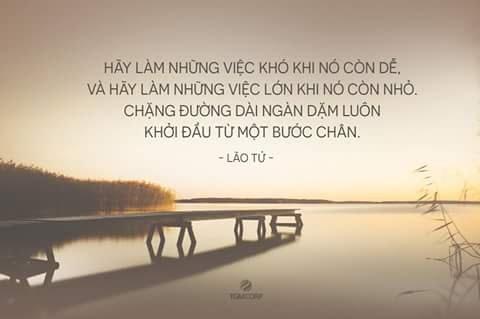 HÃY LÀM NHỮNG VIỆC KHÓ KHI NÓ CÒN DỄ,
VÀ HÃY LÀM NHỮNG VIỆC LỚN KHI NÓ CÒN NHỎ.
CHẶNG ĐƯỜNG DÀI NGÀN DẶM LUÔN
KHỞI ĐẦU TỪ MỘT BƯỚC CHÂN.
- LÃO TỬ -
TGMCORP